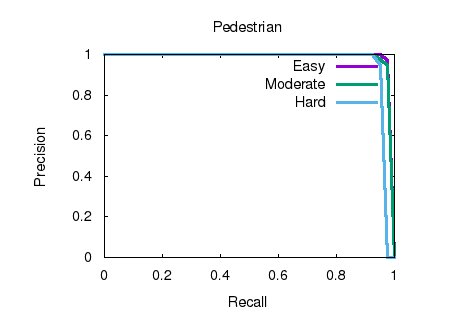 Pedestrian
1
0.8
0.6
0.4
0.2
0
Precision
Easy
Moderate
Hard
0 0.2 0.4 0.6 0.8 1
Recall